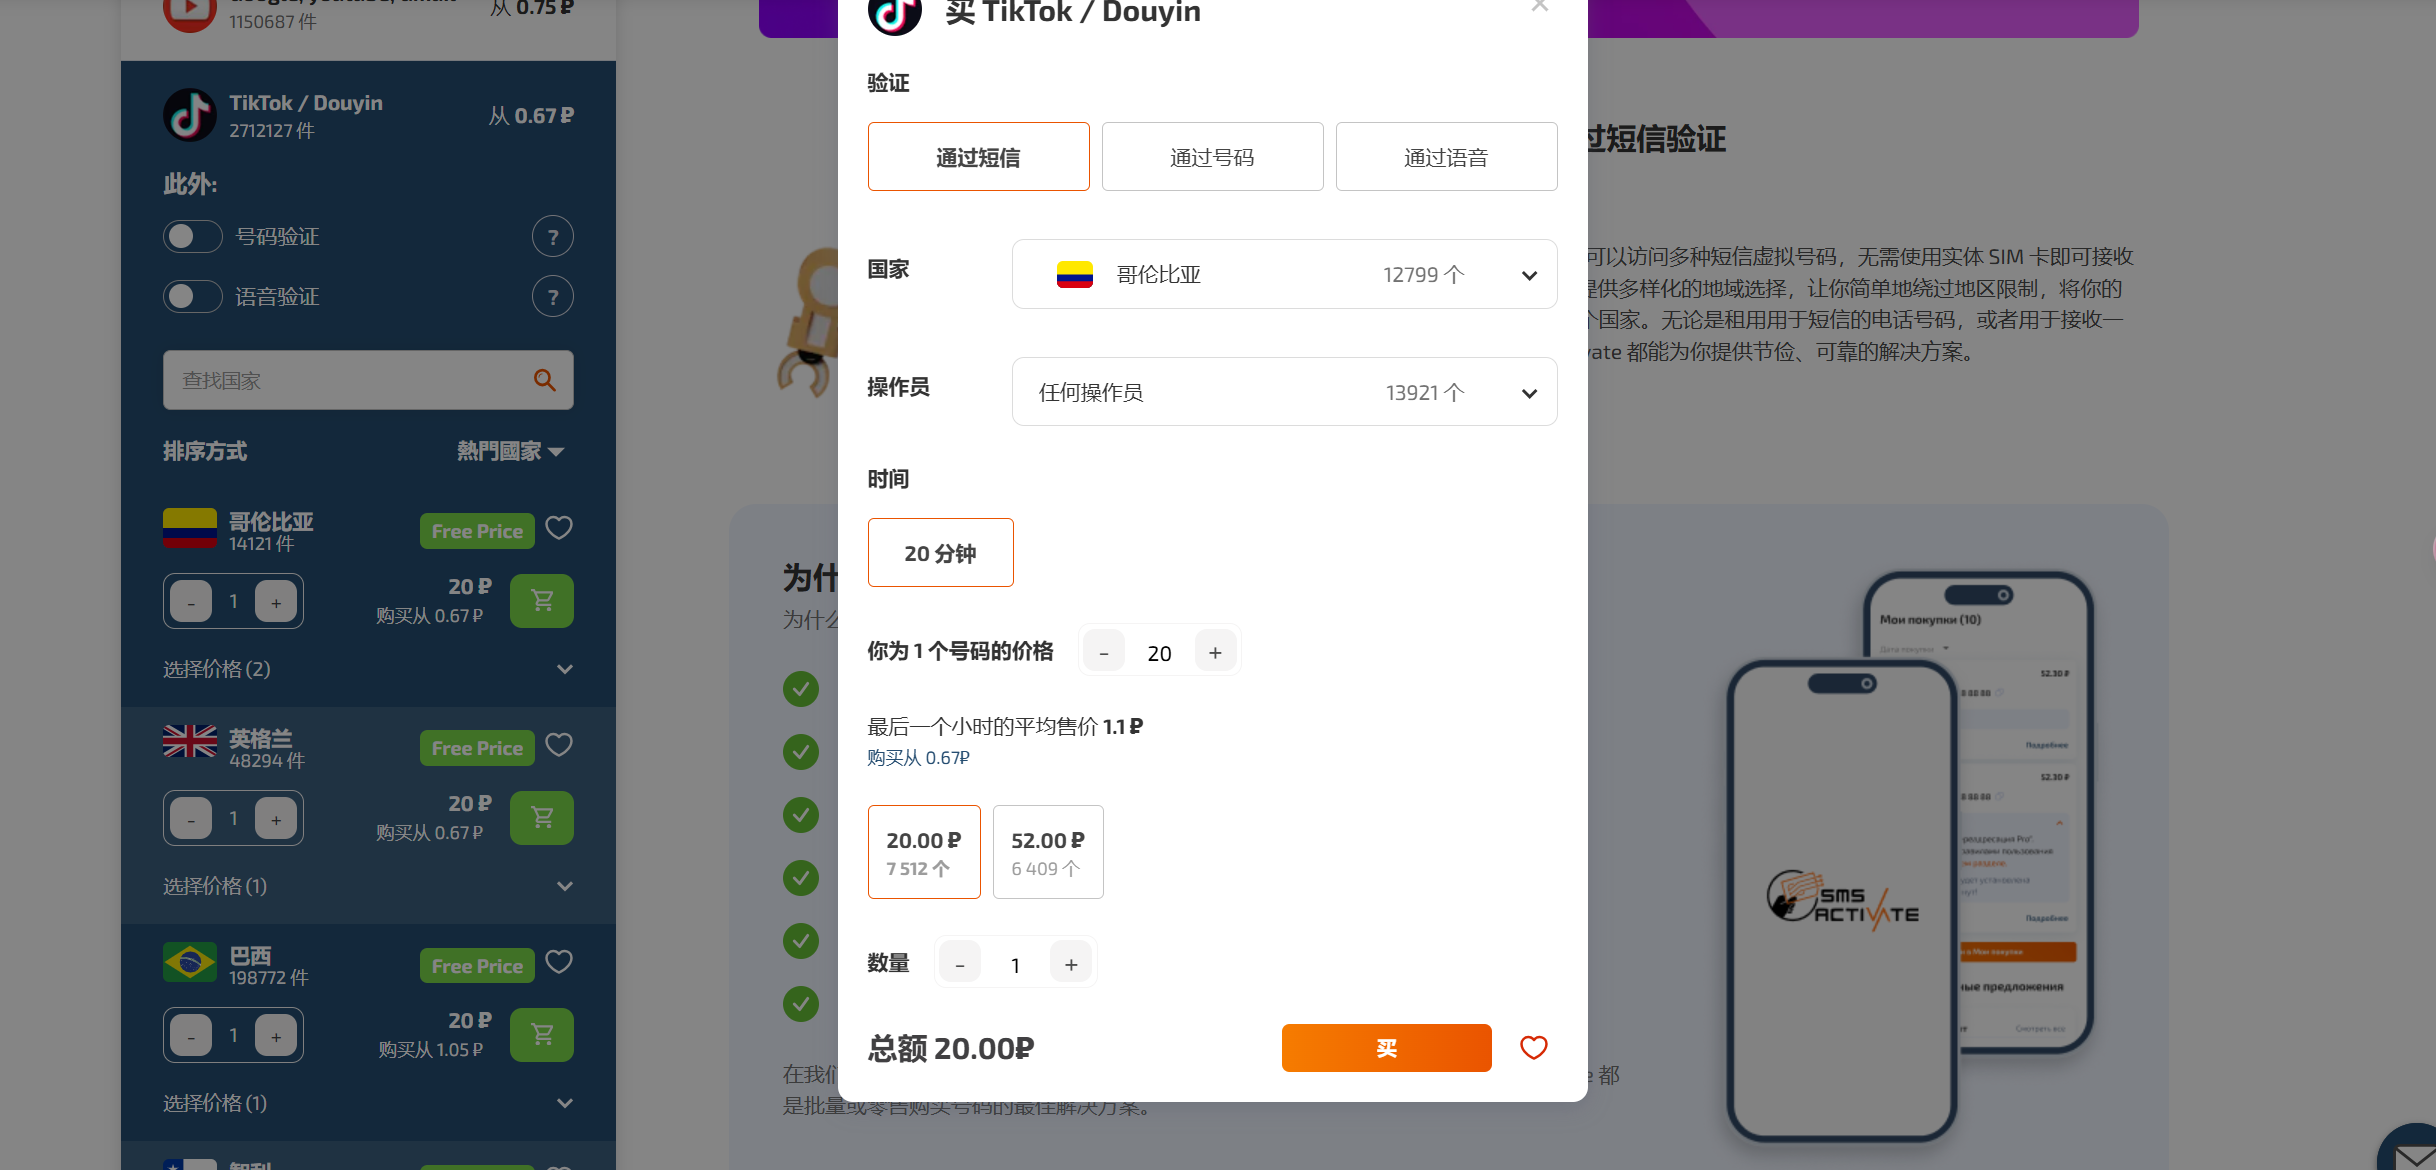 1150687 件
从 0.75 ₽
TikTok / Douyin
2712127 件
从 0.67 ₽
此外:
号码验证
?
语音验证
?
查找国家
排序方式
熱門國家
哥伦比亚
14121 件
Free Price
- 1 +
20 ₽
购买从 0.67 ₽
选择价格 (2)
英格兰
48294 件
Free Price
- 1 +
20 ₽
购买从 0.67 ₽
选择价格 (1)
巴西
198772 件
Free Price
- 1 +
20 ₽
购买从 1.05 ₽
选择价格 (1)
买 TikTok / Douyin
×
验证
通过短信
通过号码
通过语音
国家
哥伦比亚
12799 个
操作员
任何操作员
13921 个
时间
20 分钟
你为 1 个号码的价格
- 20 +
最后一个小时的平均售价 1.1 ₽
购买从 0.67₽
20.00 ₽
7 512 个
52.00 ₽
6 409 个
数量
- 1 +
总额 20.00₽
买
过短信验证
可以访问多种短信虚拟号码，无需使用实体 SIM 卡即可接收
提供多样化的地域选择，让你简单地绕过地区限制，将你的
个国家。无论是租用用于短信的电话号码，或者用于接收一
vate 都能为你提供节俭、可靠的解决方案。
为什
为什么
在我们
e 都
是批量或零售购买号码的最佳解决方案。
Мои покупки (10)
Дата покупки
52.30 ₽
Подробнее
52.30 ₽
Подробнее
SMS
ACTIVATE
ные предложения
Смотреть все